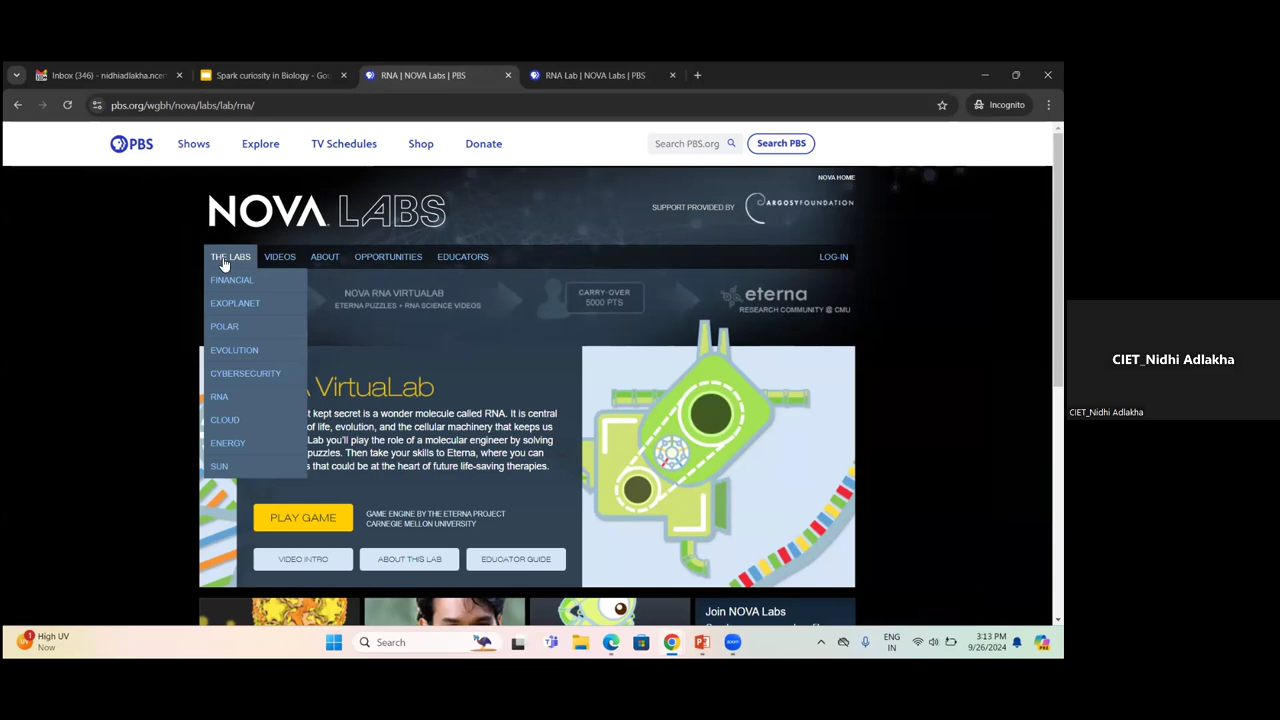 Inbox (346) - nidhiadlakha.ncer
Spark curiosity in Biology - Goo
RNA | NOVA Labs | PBS
RNA Lab | NOVA Labs | PBS
pbs.org/wgbh/nova/labs/lab/rna/
Incognito
PBS
Shows
Explore
TV Schedules
Shop
Donate
Search PBS.org
Search PBS
NOVA HOME
NOVA LABS
SUPPORT PROVIDED BY
ARGOSYFOUNDATION
THE LABS
VIDEOS
ABOUT
OPPORTUNITIES
EDUCATORS
LOG-IN
FINANCIAL
EXOPLANET
POLAR
EVOLUTION
CYBERSECURITY
RNA
CLOUD
ENERGY
SUN
NOVA RNA VIRTUALAB
ETERNA PUZZLES + RNA SCIENCE VIDEOS
CARRY-OVER
5000 PTS
eterna
RESEARCH COMMUNITY @ CMU
VirtuaLab
kept secret is a wonder molecule called RNA. It is central
of life, evolution, and the cellular machinery that keeps us
Lab you'll play the role of a molecular engineer by solving
puzzles. Then take your skills to Eterna, where you can
that could be at the heart of future life-saving therapies.
PLAY GAME
GAME ENGINE BY THE ETERNA PROJECT
CARNEGIE MELLON UNIVERSITY
VIDEO INTRO
ABOUT THIS LAB
EDUCATOR GUIDE
Join NOVA Labs
CIET_Nidhi Adlakha
CIET_Nidhi Adlakha
High UV
Now
Search
ENG
IN
3:13 PM
9/26/2024